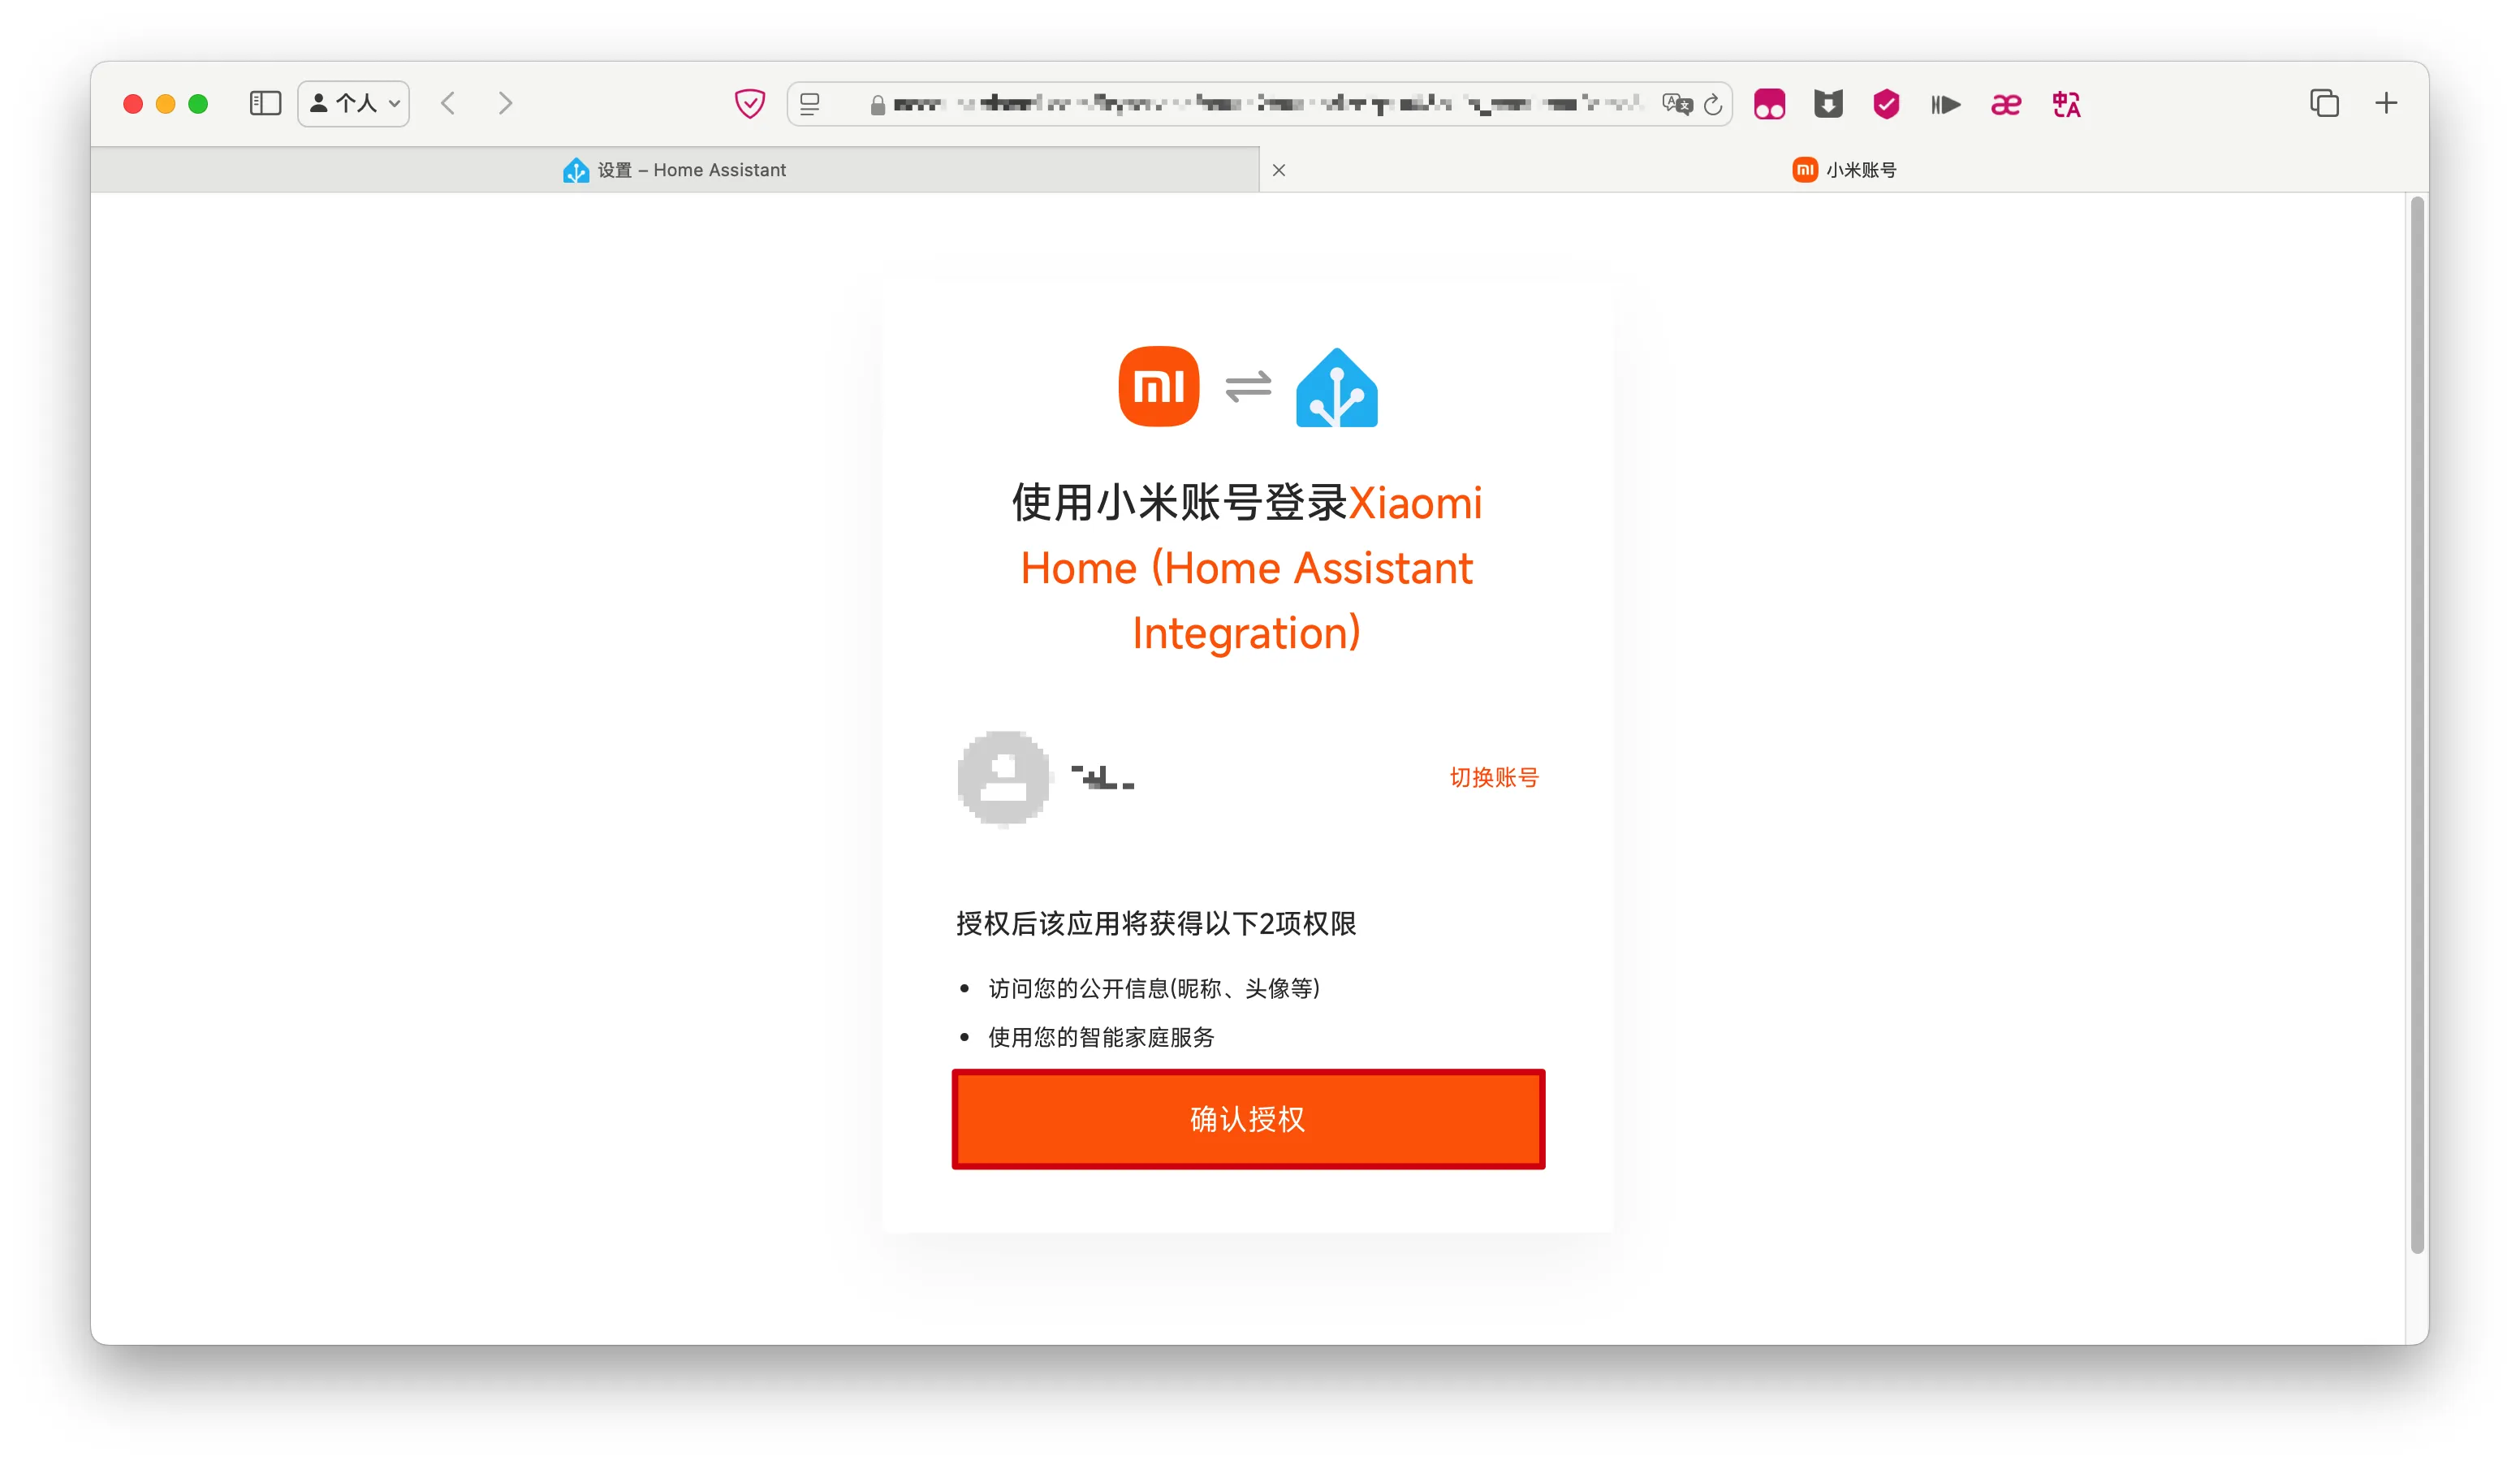 个人
设置 – Home Assistant
小米账号
使用小米账号登录Xiaomi
Home (Home Assistant
Integration)
切换账号
授权后该应用将获得以下2项权限
• 访问您的公开信息(昵称、头像等)
• 使用您的智能家庭服务
确认授权